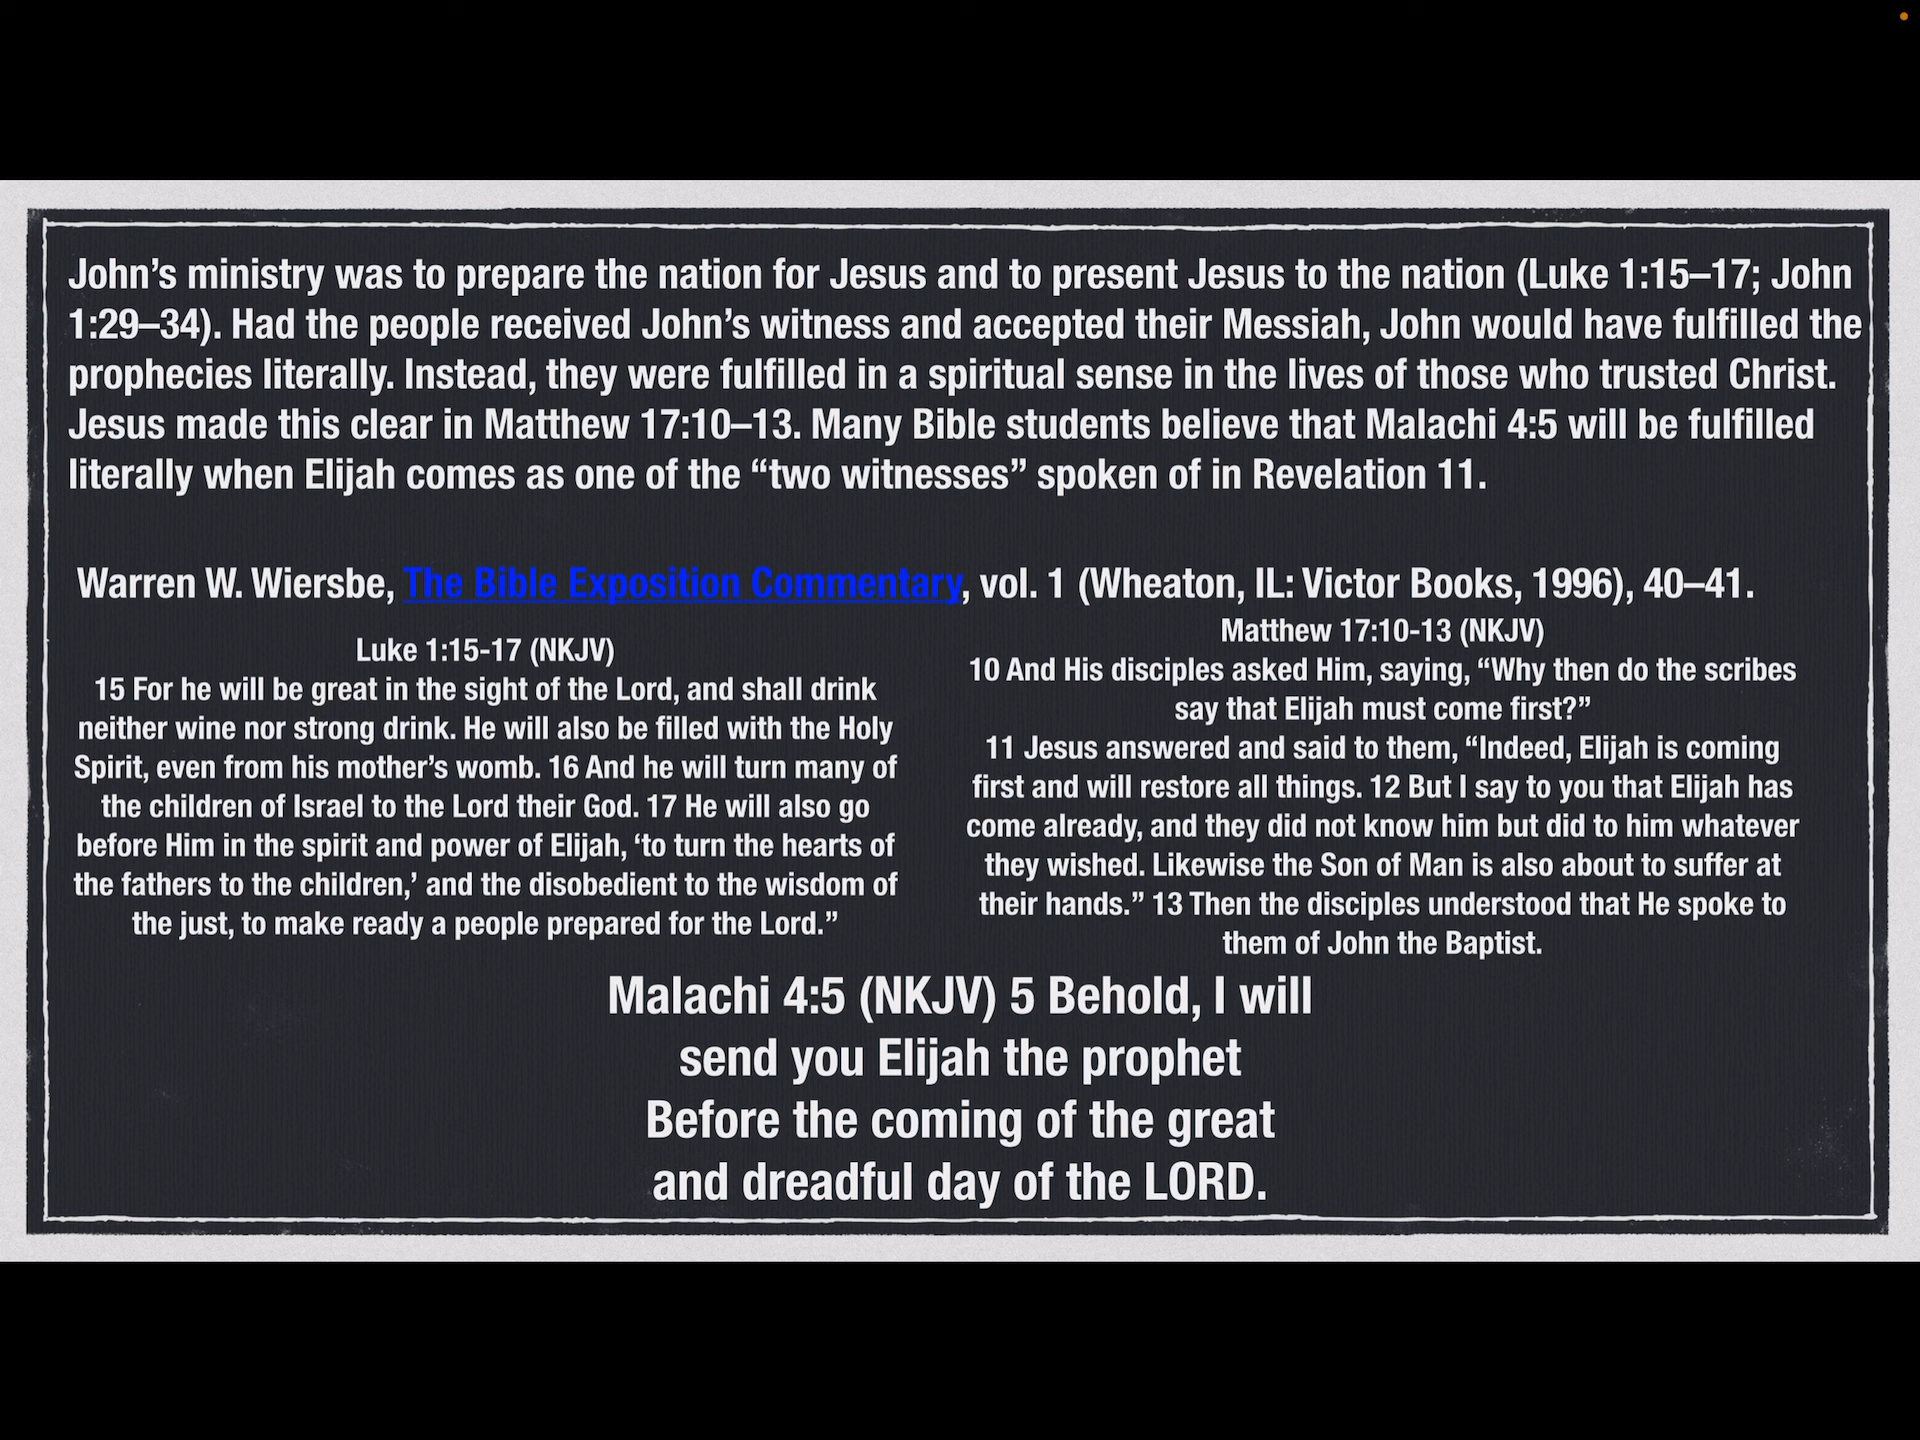 John’s ministry was to prepare the nation for Jesus and to present Jesus to the nation (Luke 1:15–17; John
1:29–34). Had the people received John’s witness and accepted their Messiah, John would have fulfilled the
prophecies literally. Instead, they were fulfilled in a spiritual sense in the lives of those who trusted Christ.
Jesus made this clear in Matthew 17:10–13. Many Bible students believe that Malachi 4:5 will be fulfilled
literally when Elijah comes as one of the “two witnesses” spoken of in Revelation 11.
Warren W. Wiersbe, The Bible Exposition Commentary, vol. 1 (Wheaton, IL: Victor Books, 1996), 40–41.
Luke 1:15-17 (NKJV)
15 For he will be great in the sight of the Lord, and shall drink
neither wine nor strong drink. He will also be filled with the Holy
Spirit, even from his mother’s womb. 16 And he will turn many of
the children of Israel to the Lord their God. 17 He will also go
before Him in the spirit and power of Elijah, ‘to turn the hearts of
the fathers to the children,’ and the disobedient to the wisdom of
the just, to make ready a people prepared for the Lord.”
Matthew 17:10-13 (NKJV)
10 And His disciples asked Him, saying, “Why then do the scribes
say that Elijah must come first?”
11 Jesus answered and said to them, “Indeed, Elijah is coming
first and will restore all things. 12 But I say to you that Elijah has
come already, and they did not know him but did to him whatever
they wished. Likewise the Son of Man is also about to suffer at
their hands.” 13 Then the disciples understood that He spoke to
them of John the Baptist.
Malachi 4:5 (NKJV) 5 Behold, I will
send you Elijah the prophet
Before the coming of the great
and dreadful day of the LORD.